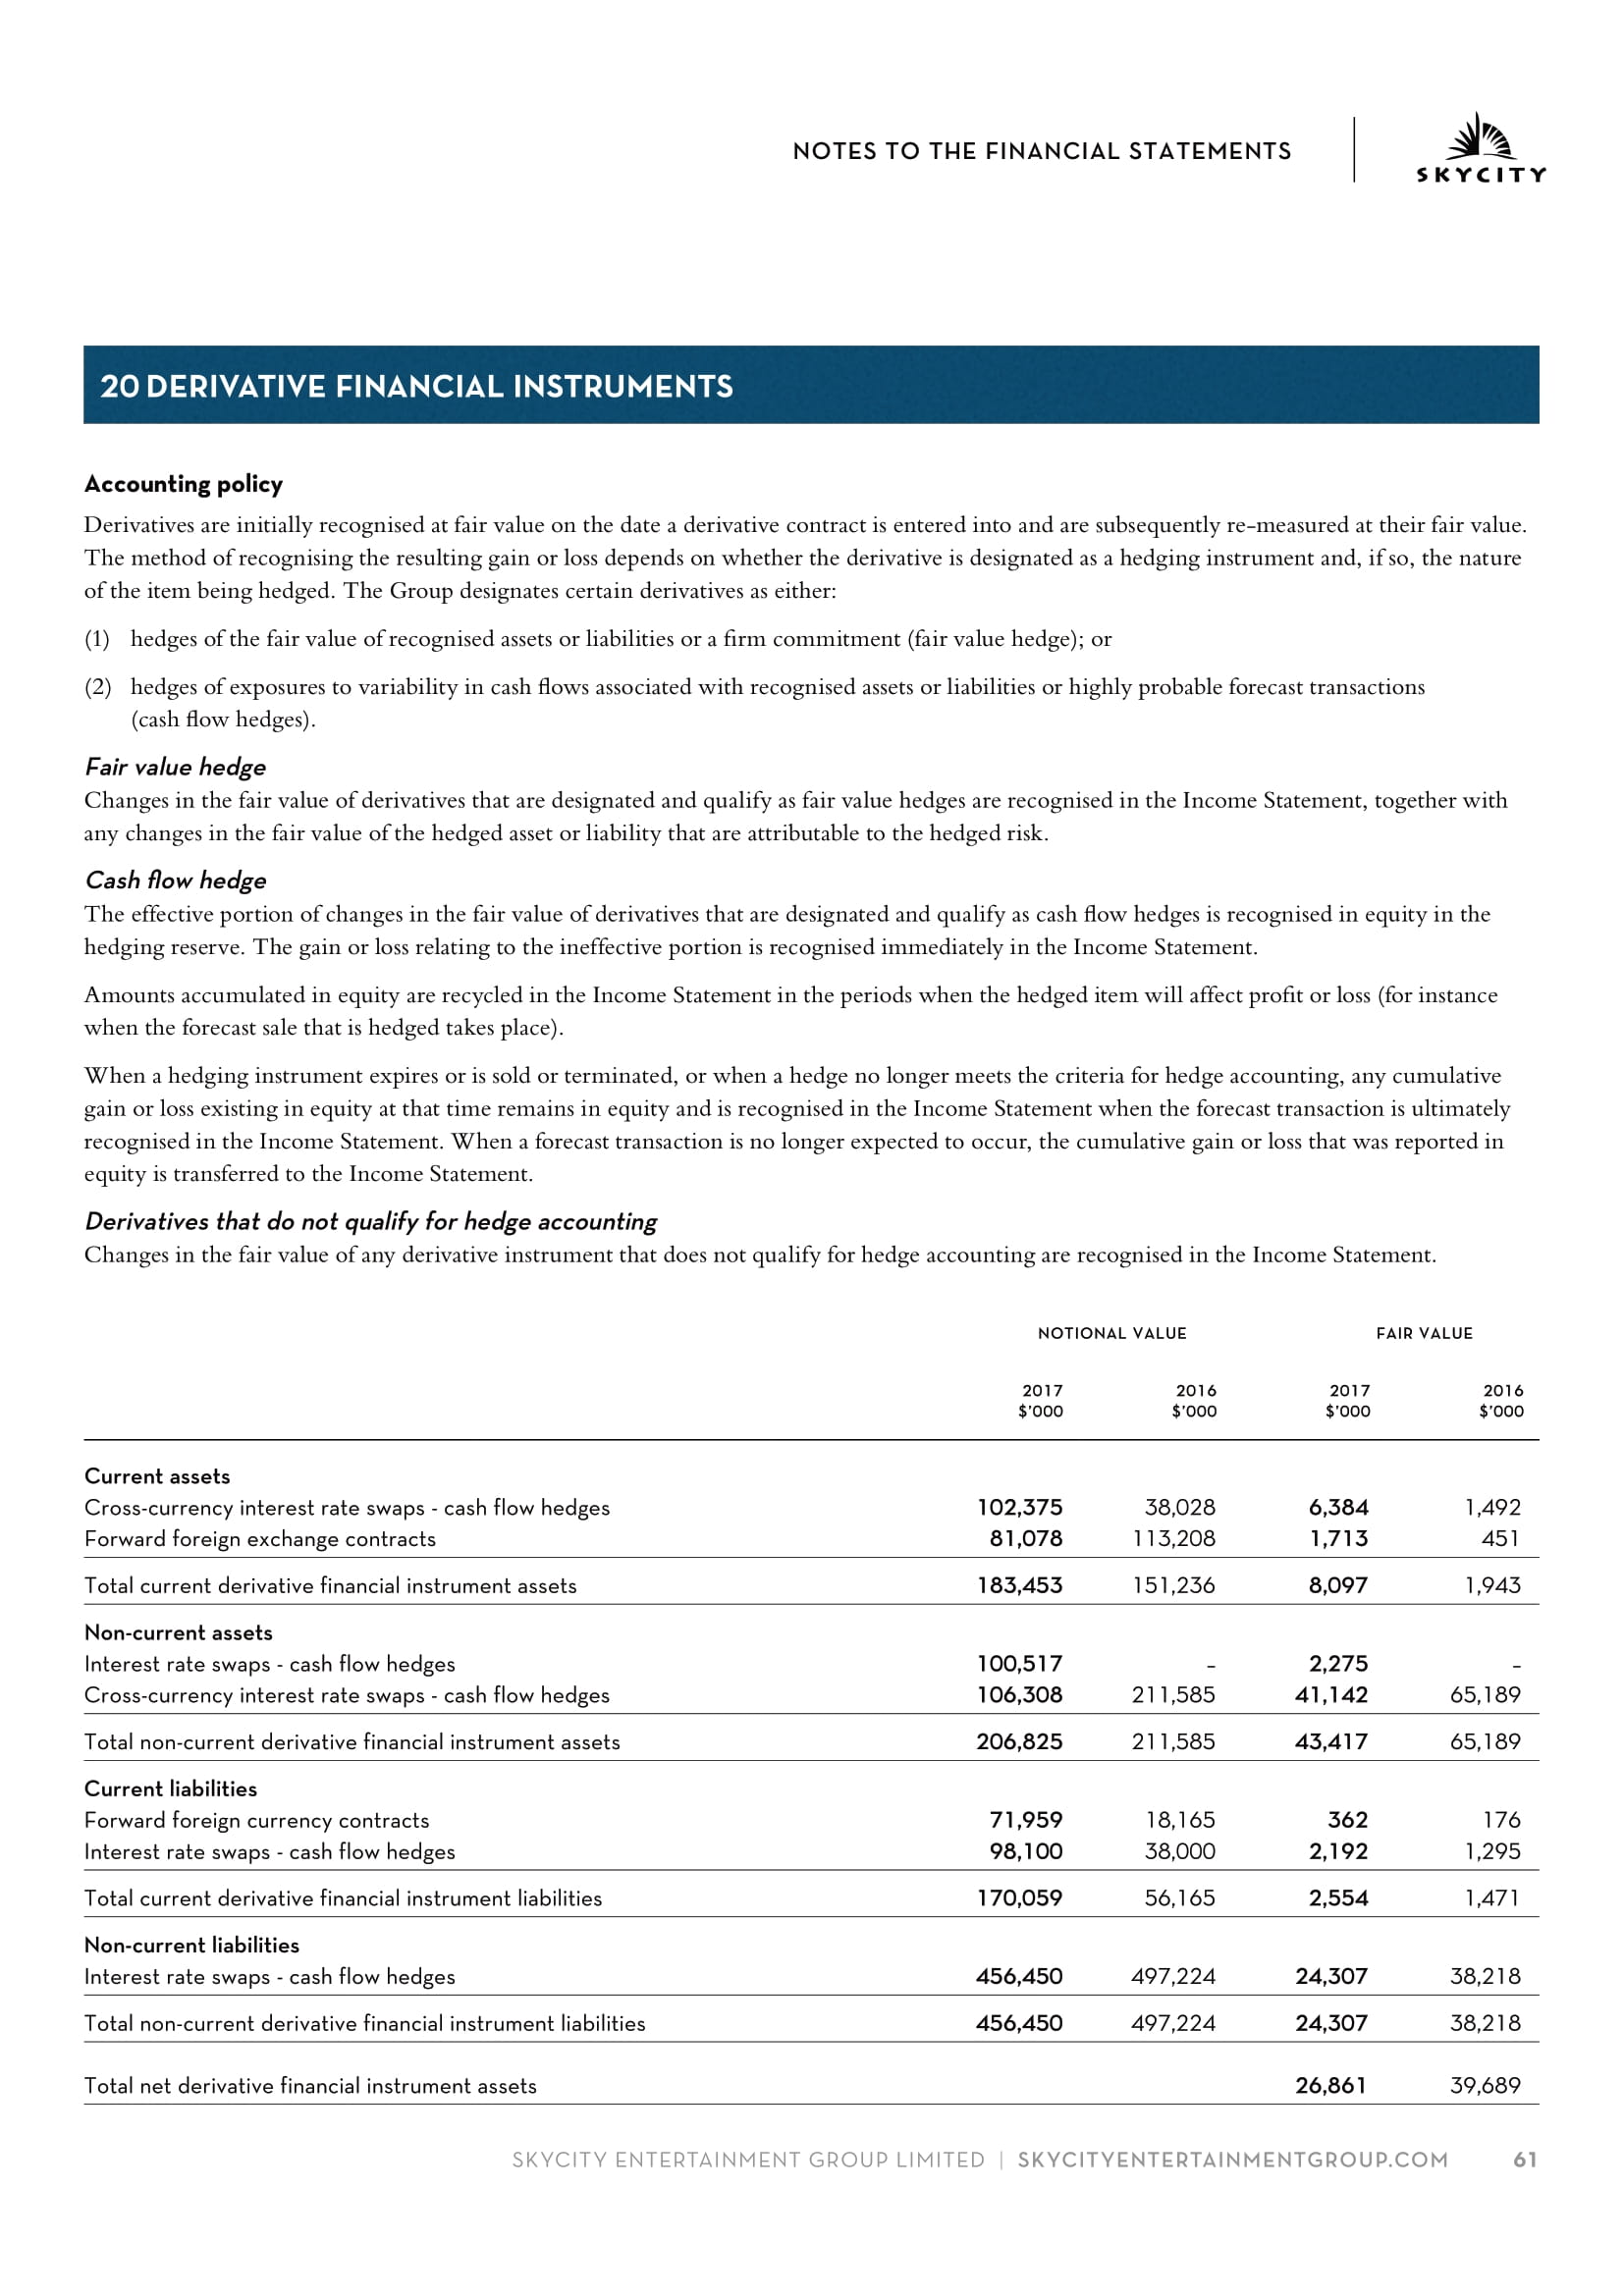 NOTES TO THE FINANCIAL STATEMENTS
SKYCITY
20 DERIVATIVE FINANCIAL INSTRUMENTS
Accounting policy
Derivatives are initially recognised at fair value on the date a derivative contract is entered into and are subsequently re-measured at their fair value.
The method of recognising the resulting gain or loss depends on whether the derivative is designated as a hedging instrument and, if so, the nature
of the item being hedged. The Group designates certain derivatives as either:
(1) hedges of the fair value of recognised assets or liabilities or a firm commitment (fair value hedge); or
(2) hedges of exposures to variability in cash flows associated with recognised assets or liabilities or highly probable forecast transactions
(cash flow hedges).
Fair value hedge
Changes in the fair value of derivatives that are designated and qualify as fair value hedges are recognised in the Income Statement, together with
any changes in the fair value of the hedged asset or liability that are attributable to the hedged risk.
Cash flow hedge
The effective portion of changes in the fair value of derivatives that are designated and qualify as cash flow hedges is recognised in equity in the
hedging reserve. The gain or loss relating to the ineffective portion is recognised immediately in the Income Statement.
Amounts accumulated in equity are recycled in the Income Statement in the periods when the hedged item will affect profit or loss (for instance
when the forecast sale that is hedged takes place).
When a hedging instrument expires or is sold or terminated, or when a hedge no longer meets the criteria for hedge accounting, any cumulative
gain or loss existing in equity at that time remains in equity and is recognised in the Income Statement when the forecast transaction is ultimately
recognised in the Income Statement. When a forecast transaction is no longer expected to occur, the cumulative gain or loss that was reported in
equity is transferred to the Income Statement.
Derivatives that do not qualify for hedge accounting
Changes in the fair value of any derivative instrument that does not qualify for hedge accounting are recognised in the Income Statement.
NOTIONAL VALUE FAIR VALUE
2017 2016 2017 2016
$'000 $'000 $'000 $'000
Current assets
Cross-currency interest rate swaps - cash flow hedges 102,375 38,028 6,384 1,492
Forward foreign exchange contracts 81,078 113,208 1,713 451
Total current derivative financial instrument assets 183,453 151,236 8,097 1,943
Non-current assets
Interest rate swaps - cash flow hedges 100,517 – 2,275 –
Cross-currency interest rate swaps - cash flow hedges 106,308 211,585 41,142 65,189
Total non-current derivative financial instrument assets 206,825 211,585 43,417 65,189
Current liabilities
Forward foreign currency contracts 71,959 18,165 362 176
Interest rate swaps - cash flow hedges 98,100 38,000 2,192 1,295
Total current derivative financial instrument liabilities 170,059 56,165 2,554 1,471
Non-current liabilities
Interest rate swaps - cash flow hedges 456,450 497,224 24,307 38,218
Total non-current derivative financial instrument liabilities 456,450 497,224 24,307 38,218
Total net derivative financial instrument assets 26,861 39,689
SKYCITY ENTERTAINMENT GROUP LIMITED | SKYCITYENTERTAINMENTGROUP.COM 61